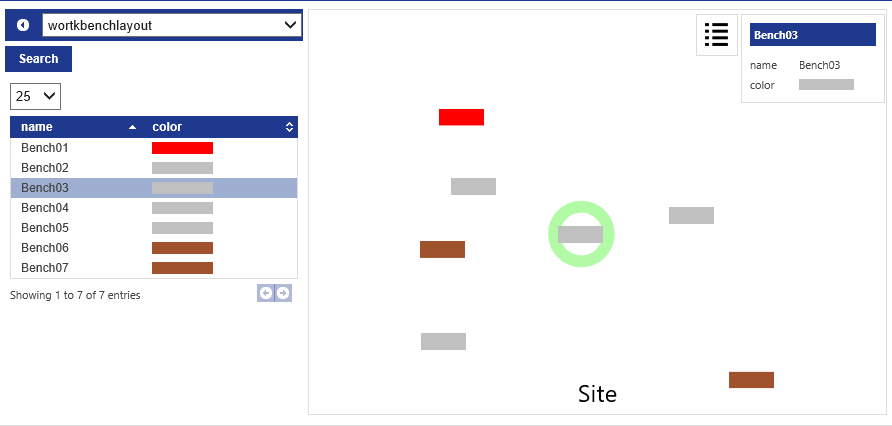 wortkbenchlayout
Search
25
name color
Bench01
Bench02
Bench03
Bench04
Bench05
Bench06
Bench07
Showing 1 to 7 of 7 entries
Bench03
name Bench03
color
Site